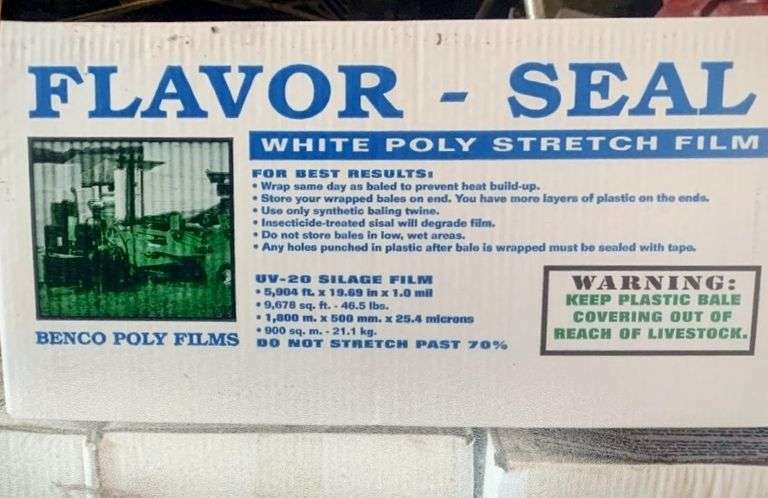 FLAVOR - SEAL
WHITE POLY STRETCH FILM
FOR BEST RESULTS:
• Wrap same day as baled to prevent heat build-up.
• Store your wrapped bales on end. You have more layers of plastic on the ends.
• Use only synthetic baling twine.
• Insecticide-treated sisal will degrade film.
• Do not store bales in low, wet areas.
• Any holes punched in plastic after bale is wrapped must be sealed with tape.
UV-20 SILAGE FILM
• 5,904 ft. x 19.69 in x 1.0 mil
• 9,678 sq. ft. - 46.5 lbs.
• 1,800 m. x 500 mm. x 25.4 microns
• 900 sq. m. - 21.1 kg.
DO NOT STRETCH PAST 70%
BENCO POLY FILMS
WARNING:
KEEP PLASTIC BALE
COVERING OUT OF
REACH OF LIVESTOCK.